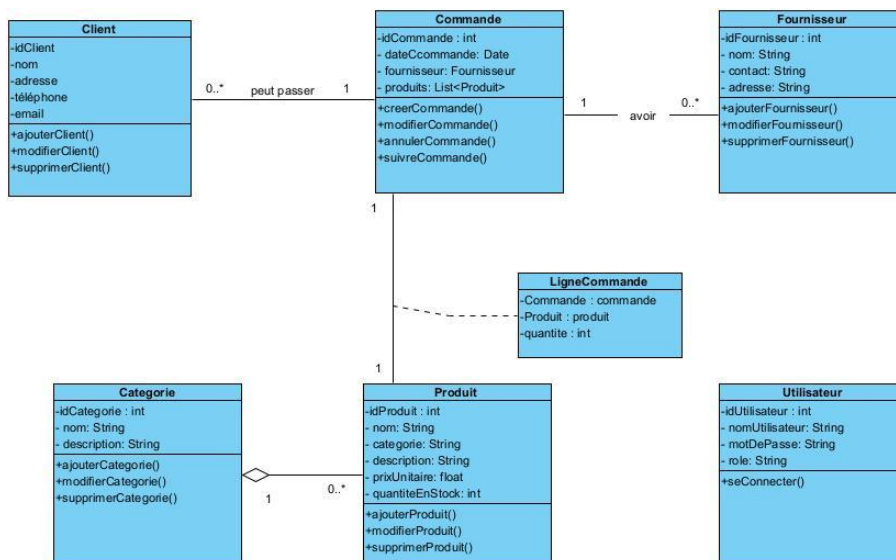 Client
-idClient
-nom
-adresse
-téléphone
-email
+ajouterClient()
+modifierClient()
+supprimerClient()
0..*
peut passer
1
Commande
-idCommande : int
- dateCcommande: Date
- fournisseur: Fournisseur
- produits: List<Produit>
+creerCommande()
+modifierCommande()
+annulerCommande()
+suivreCommande()
1
avoir
0..*
Fournisseur
-idFournisseur : int
- nom: String
- contact: String
- adresse: String
+ajouterFournisseur()
+modifierFournisseur()
+supprimerFournisseur()
1
LigneCommande
-Commande : commande
-Produit : produit
-quantite : int
1
Categorie
-idCategorie : int
- nom: String
- description: String
+ajouterCategorie()
+modifierCategorie()
+supprimerCategorie()
1
0..*
Produit
-idProduit : int
- nom: String
- categorie: String
- description: String
- prixUnitaire: float
- quantiteEnStock: int
+ajouterProduit()
+modifierProduit()
+supprimerProduit()
Utilisateur
-idUtilisateur : int
- nomUtilisateur: String
- motDePasse: String
- role: String
+seConnecter()